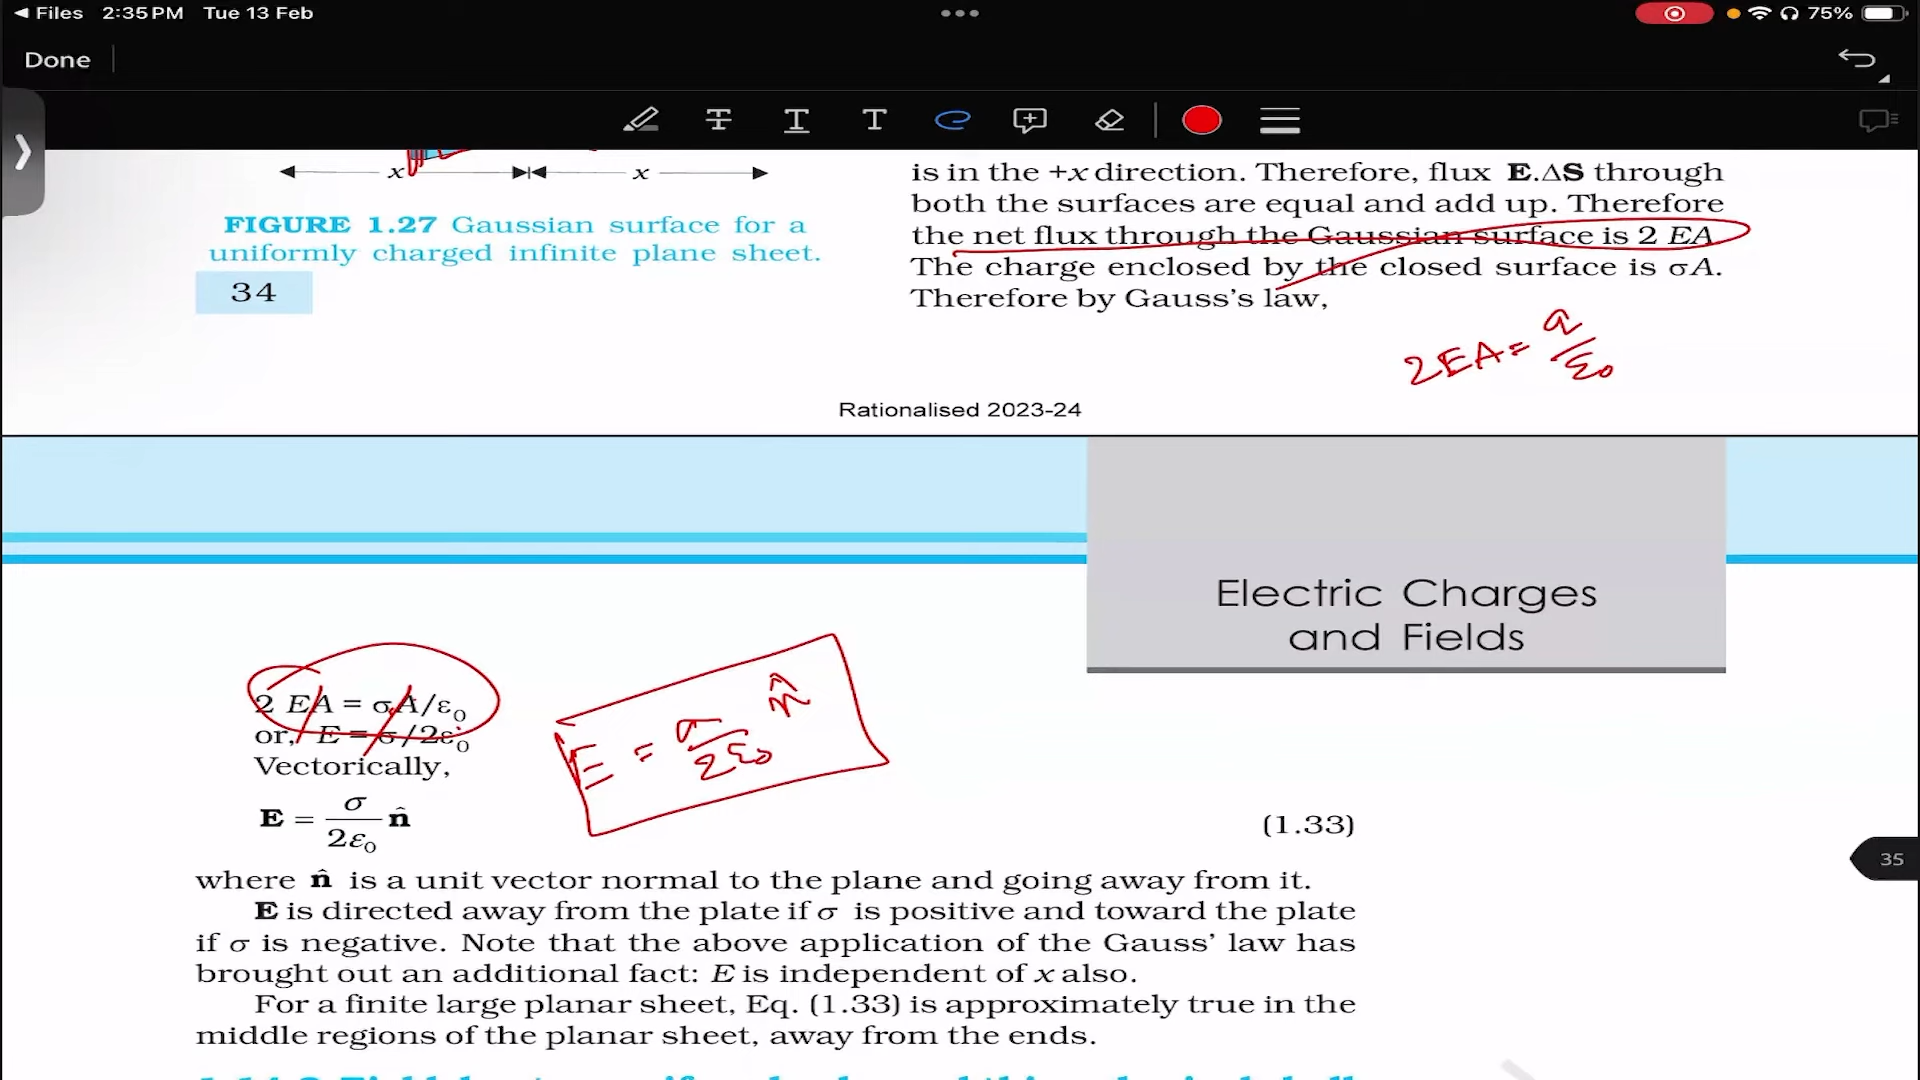 Files 2:35 PM Tue 13 Feb
75%
Done
x x
is in the +x direction. Therefore, flux E.ΔS through
both the surfaces are equal and add up. Therefore
the net flux through the Gaussian surface is 2 EA
The charge enclosed by the closed surface is σA.
Therefore by Gauss's law,
FIGURE 1.27 Gaussian surface for a
uniformly charged infinite plane sheet.
34
2EA = q/ε₀
Rationalised 2023-24
Electric Charges
and Fields
2 EA = σA/ε₀
or, E = σ/2ε₀
Vectorically,
E = σ/2ε₀ n̂
E = σ/2ε₀ n̂
(1.33)
35
where n̂ is a unit vector normal to the plane and going away from it.
E is directed away from the plate if σ is positive and toward the plate
if σ is negative. Note that the above application of the Gauss' law has
brought out an additional fact: E is independent of x also.
For a finite large planar sheet, Eq. (1.33) is approximately true in the
middle regions of the planar sheet, away from the ends.